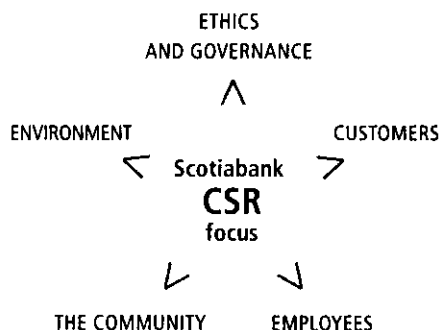 ETHICS
AND GOVERNANCE
ENVIRONMENT
CUSTOMERS
Scotiabank
CSR
focus
THE COMMUNITY
EMPLOYEES